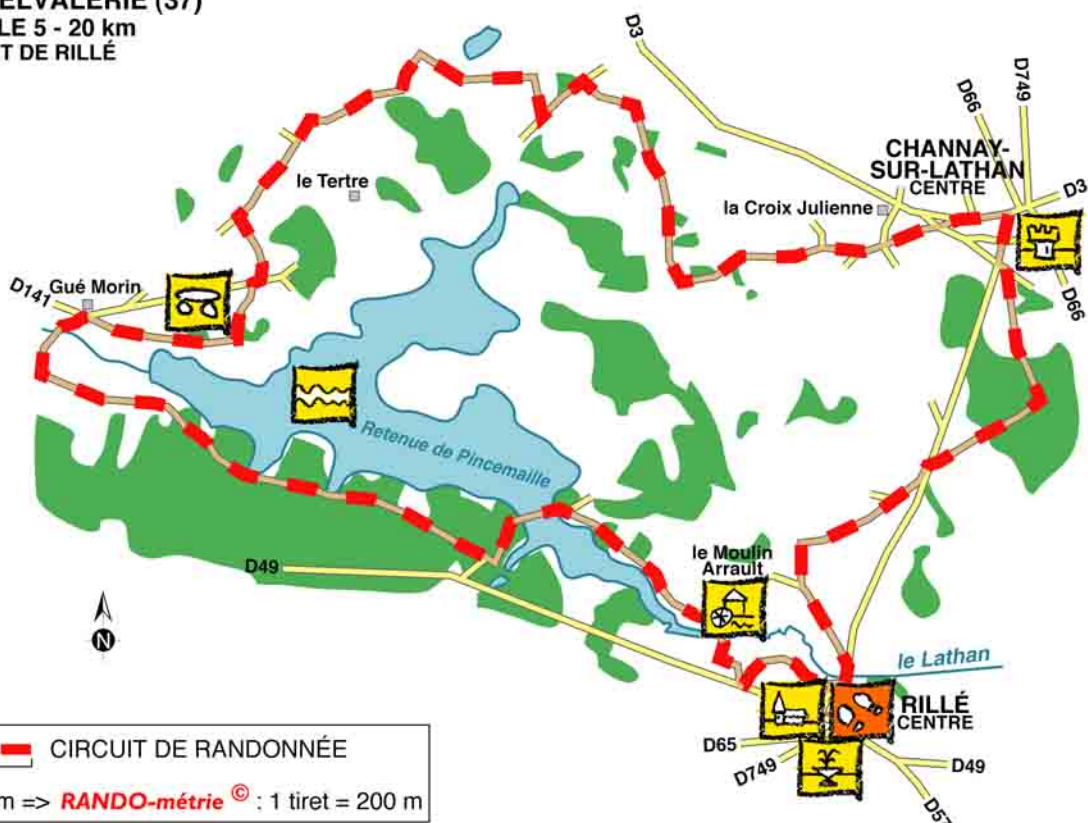 (37)
5 - 20 km
DE RILLÉ
D3
D66
D749
CHANNAY-
SUR-LATHAN
CENTRE
D3
le Tertre
la Croix Julienne
D141
Gué Morin
D66
Retenue de Pincemaille
le Moulin
Arrault
D49
N
le Lathan
RILLÉ
CENTRE
D65
D749
D49
CIRCUIT DE RANDONNÉE
=> RANDO-métrie © : 1 tiret = 200 m